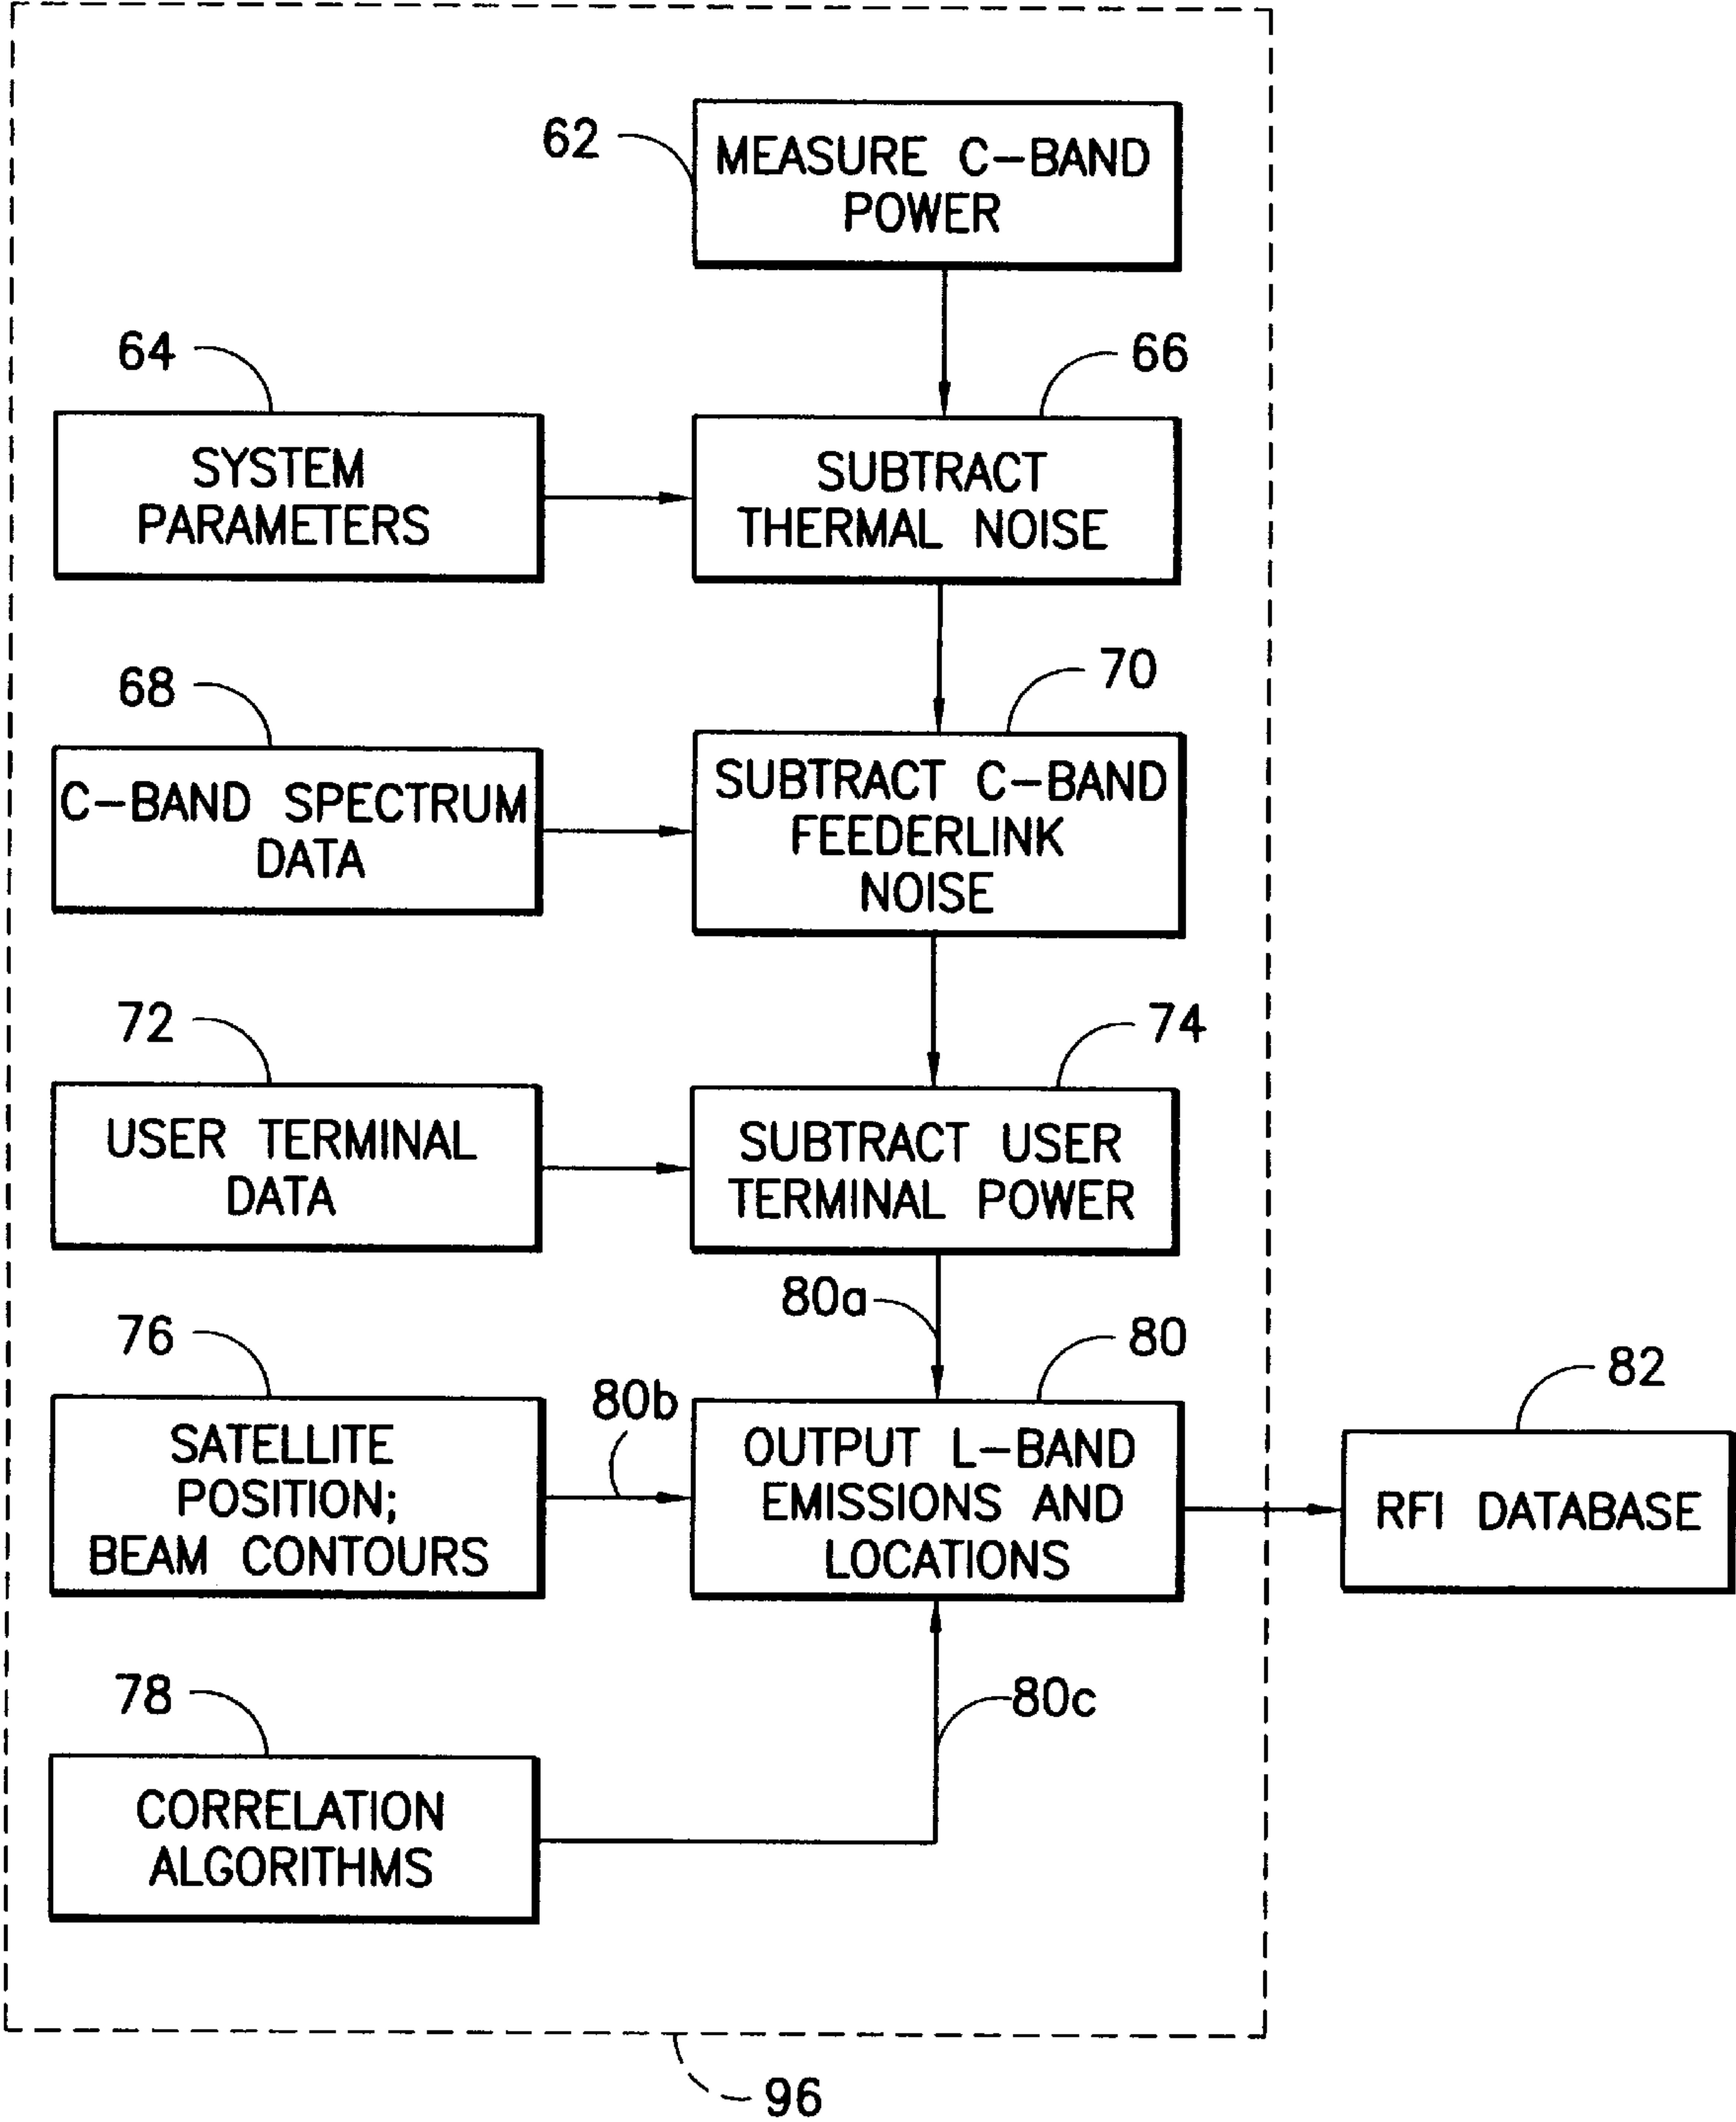 62
MEASURE C-BAND
POWER
64
66
SYSTEM
PARAMETERS
SUBTRACT
THERMAL NOISE
68
70
C-BAND SPECTRUM
DATA
SUBTRACT C-BAND
FEEDERLINK
NOISE
72
74
USER TERMINAL
DATA
SUBTRACT USER
TERMINAL POWER
80a
76
80
82
80b
SATELLITE
POSITION;
BEAM CONTOURS
OUTPUT L-BAND
EMISSIONS AND
LOCATIONS
RFI DATABASE
78
80c
CORRELATION
ALGORITHMS
96